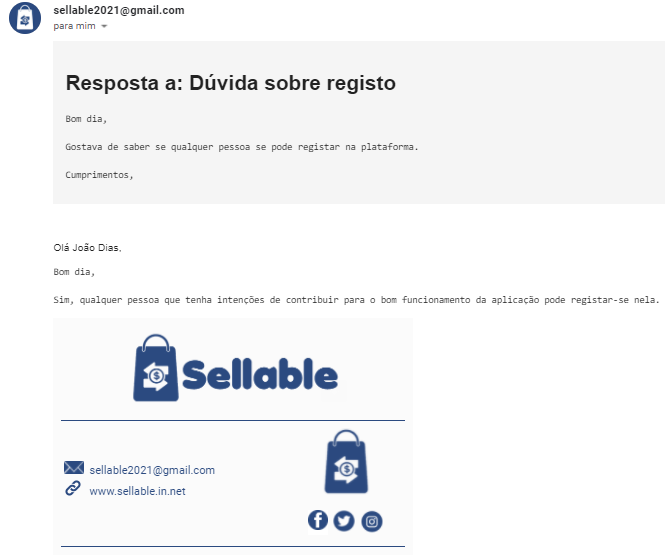 sellable2021@gmail.com
para mim
Resposta a: Dúvida sobre registo
Bom dia,
Gostava de saber se qualquer pessoa se pode registar na plataforma.
Cumprimentos,
Olá João Dias,
Bom dia,
Sim, qualquer pessoa que tenha intenções de contribuir para o bom funcionamento da aplicação pode registar-se nela.
Sellable
sellable2021@gmail.com
www.sellable.in.net